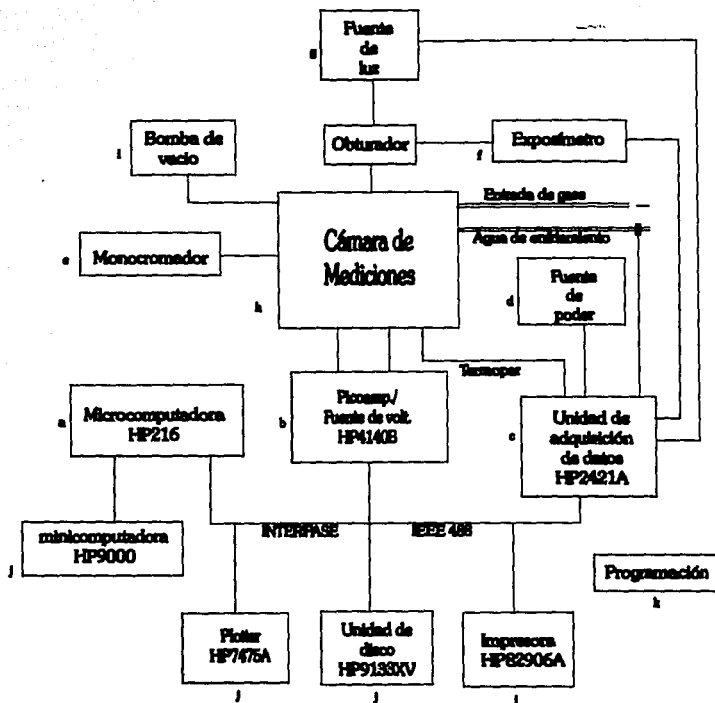 Fuente
de
luz
g
Bomba de
vacio
i
Obturador
Exposímetro
f
Entrada de gase
Agua de enfriamiento
Cámara de
Mediciones
h
Monocromador
e
Fuente
de
poder
d
Termopar
Microcomputadora
HP216
a
Picoamp./
Fuente de volt.
HP4140B
b
Unidad de
adquisición
de datos
HP2421A
c
minicomputadora
HP9000
j
INTERFASE
IEEE 488
Programación
k
Plotter
HP7475A
j
Unidad de
disco
HP9133XV
j
Impresora
HP82906A